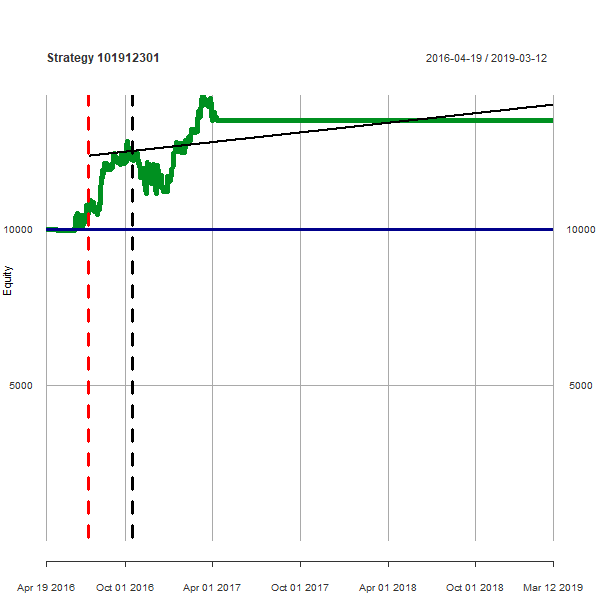 Strategy 101912301
2016-04-19 / 2019-03-12
10000
10000
Equity
5000
5000
Apr 19 2016
Oct 01 2016
Apr 01 2017
Oct 01 2017
Apr 01 2018
Oct 01 2018
Mar 12 2019